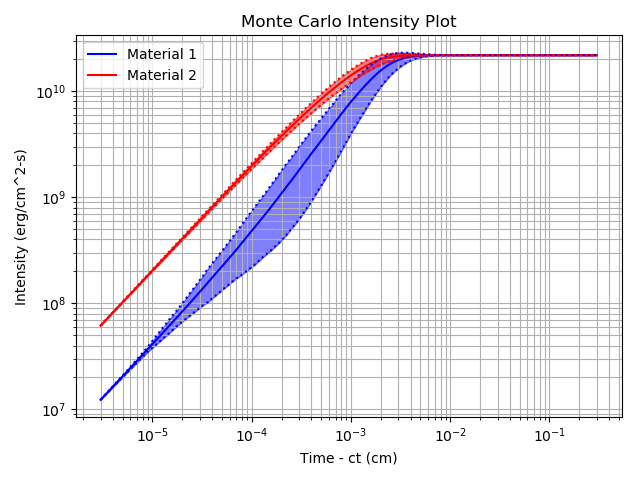 Monte Carlo Intensity Plot
Material 1
Material 2
Intensity (erg/cm^2-s)
10^10
10^9
10^8
10^7
10^-5 10^-4 10^-3 10^-2 10^-1
Time - ct (cm)